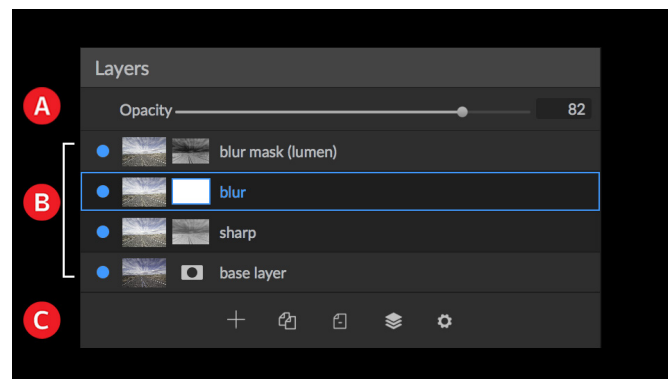 Layers
A
Opacity 82
blur mask (lumen)
B
blur
sharp
base layer
C